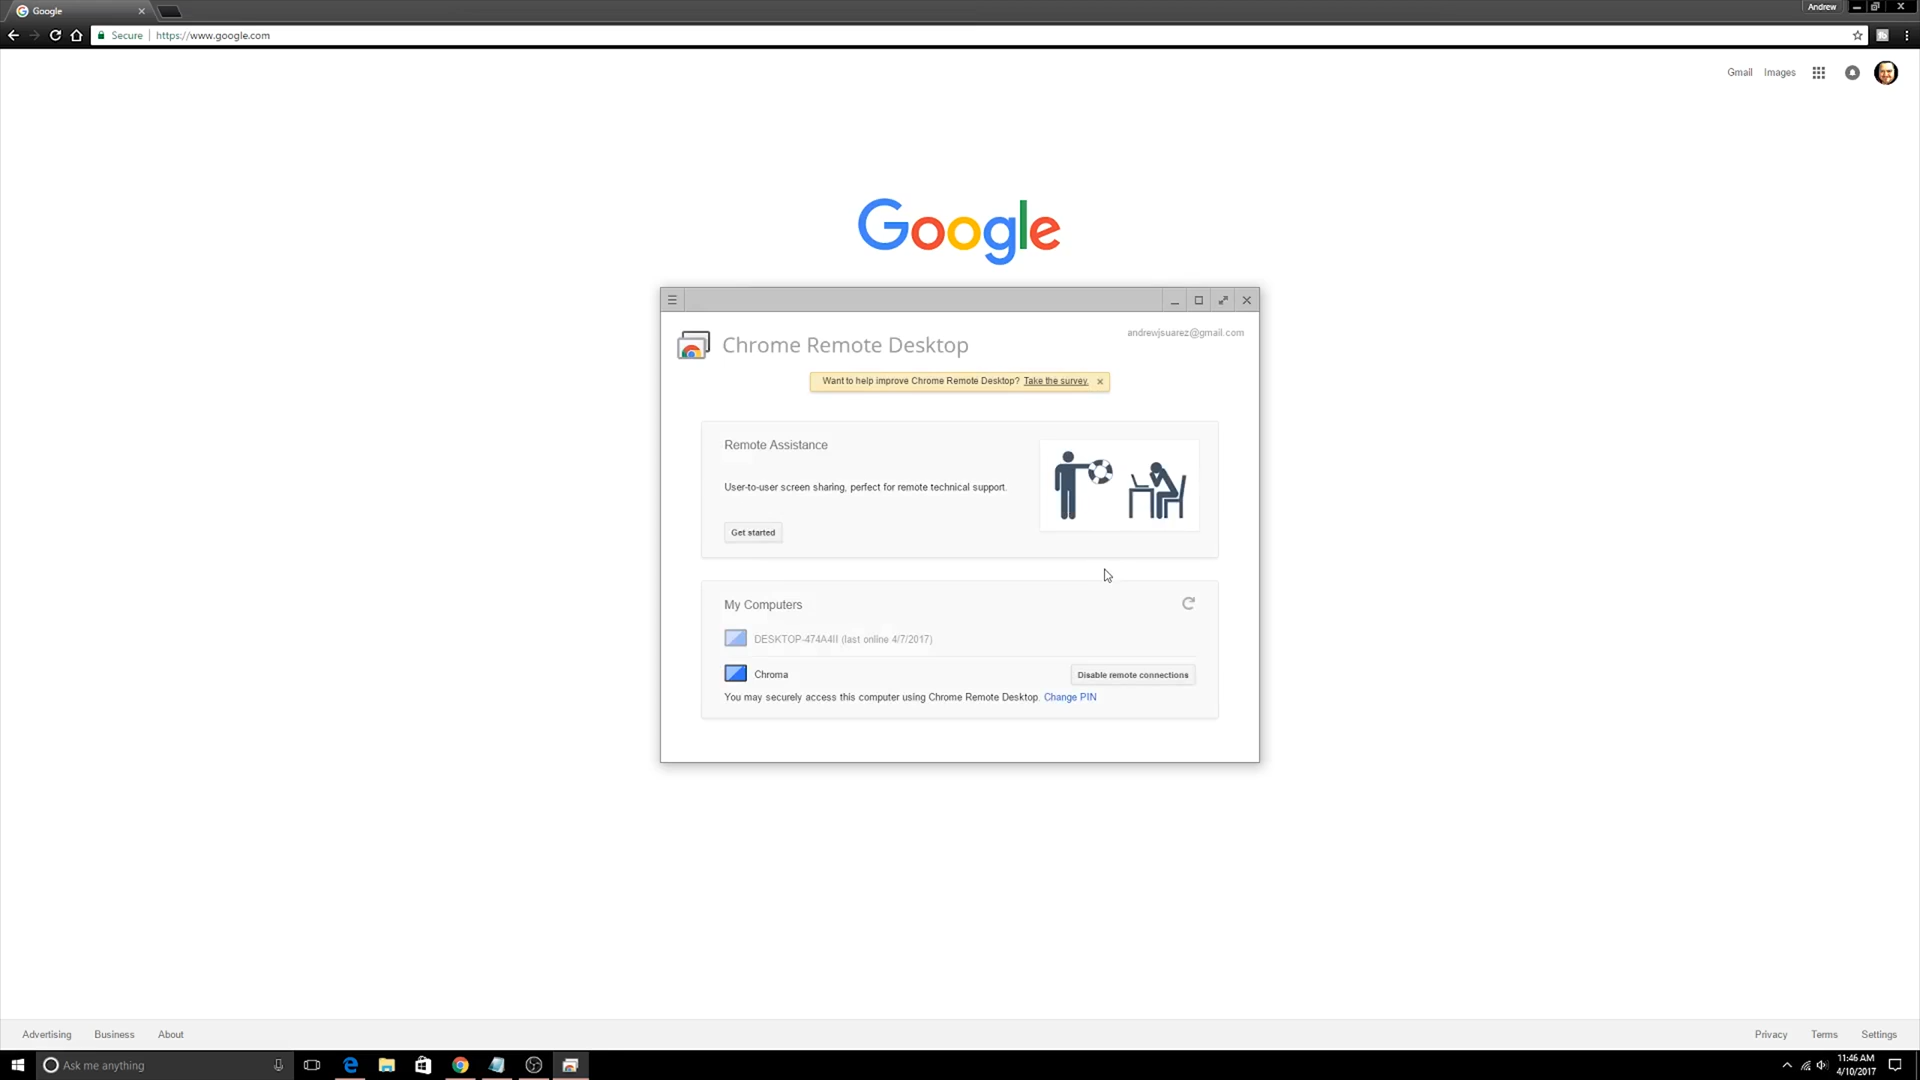 Google
Andrew
Secure
https://www.google.com
Gmail
Images
Google
andrewjsuarez@gmail.com
Chrome Remote Desktop
Want to help improve Chrome Remote Desktop? Take the survey.
Remote Assistance
User-to-user screen sharing, perfect for remote technical support.
Get started
My Computers
DESKTOP-474A4II (last online 4/7/2017)
Chroma
Disable remote connections
You may securely access this computer using Chrome Remote Desktop. Change PIN
Advertising
Business
About
Privacy
Terms
Settings
Ask me anything
11:46 AM
4/10/2017